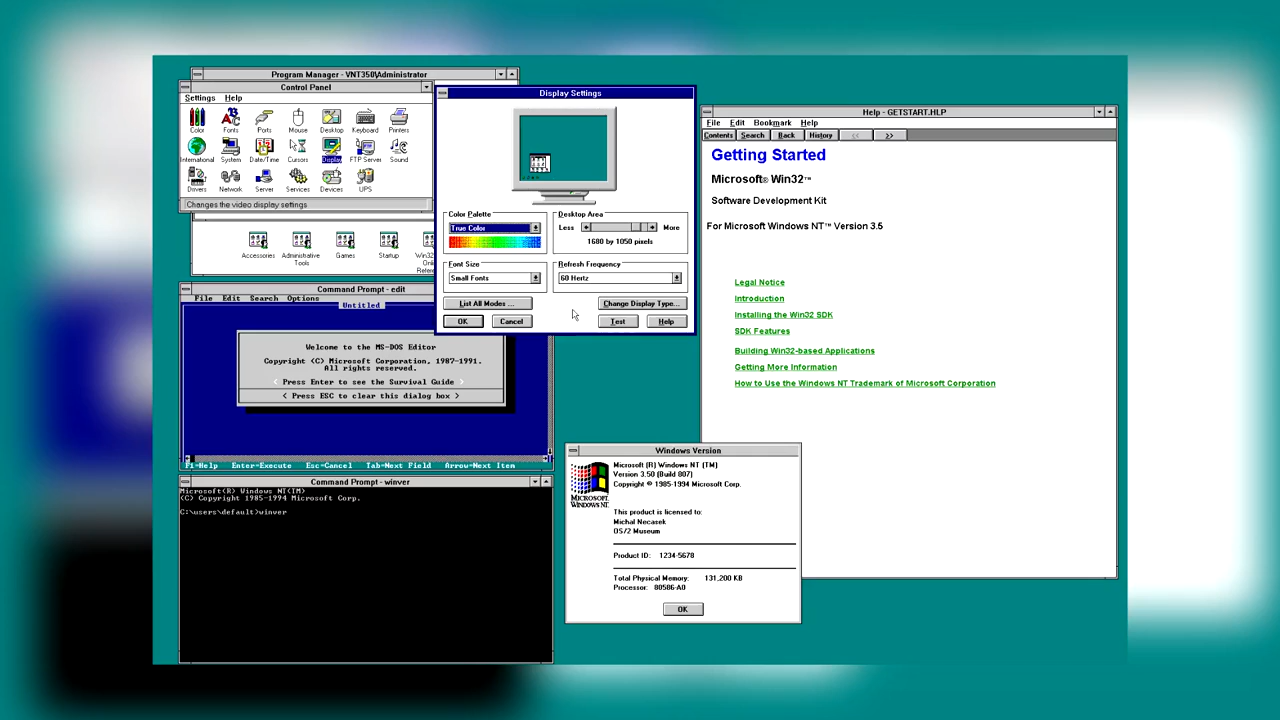 Program Manager - VNT350\Administrator
Control Panel
Settings Help
Color Fonts Ports Mouse Desktop Keyboard Printers
International System Date/Time Cursors Display FTP Server Sound
Drivers Network Server Services Devices UPS
Changes the video display settings
Accessories Administrative Tools Games Startup Win32 Online Refere
Display Settings
Color Palette
True Color
Desktop Area
Less More
1680 by 1050 pixels
Font Size
Small Fonts
Refresh Frequency
60 Hertz
List All Modes ...
Change Display Type...
OK Cancel Test Help
Help - GETSTART.HLP
File Edit Bookmark Help
Contents Search Back History << >>
Getting Started
Microsoft® Win32™
Software Development Kit
For Microsoft Windows NT™ Version 3.5
Legal Notice
Introduction
Installing the Win32 SDK
SDK Features
Building Win32-based Applications
Getting More Information
How to Use the Windows NT Trademark of Microsoft Corporation
Command Prompt - edit
File Edit Search Options
Untitled
Welcome to the MS-DOS Editor
Copyright (C) Microsoft Corporation, 1987-1991.
All rights reserved.
< Press Enter to see the Survival Guide >
< Press ESC to clear this dialog box >
F1=Help Enter=Execute Esc=Cancel Tab=Next Field Arrow=Next Item
Command Prompt - winver
Microsoft(R) Windows NT(TM)
(C) Copyright 1985-1994 Microsoft Corp.
C:\users\default>winver
Windows Version
MICROSOFT
WINDOWS NT
Microsoft (R) Windows NT (TM)
Version 3.50 (Build 807)
Copyright © 1985-1994 Microsoft Corp.
This product is licensed to:
Michal Necasek
OS/2 Museum
Product ID: 1234-5678
Total Physical Memory: 131,200 KB
Processor: 80586-A0
OK